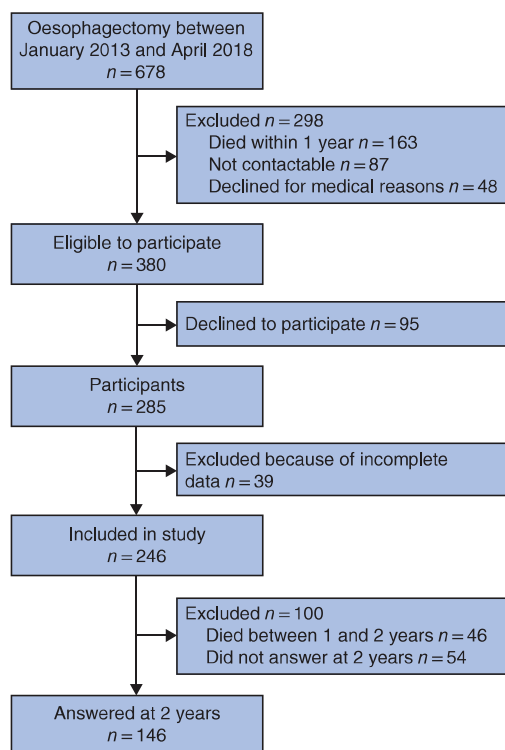 Oesophagectomy between
January 2013 and April 2018
n = 678
Excluded n = 298
Died within 1 year n = 163
Not contactable n = 87
Declined for medical reasons n = 48
Eligible to participate
n = 380
Declined to participate n = 95
Participants
n = 285
Excluded because of incomplete
data n = 39
Included in study
n = 246
Excluded n = 100
Died between 1 and 2 years n = 46
Did not answer at 2 years n = 54
Answered at 2 years
n = 146